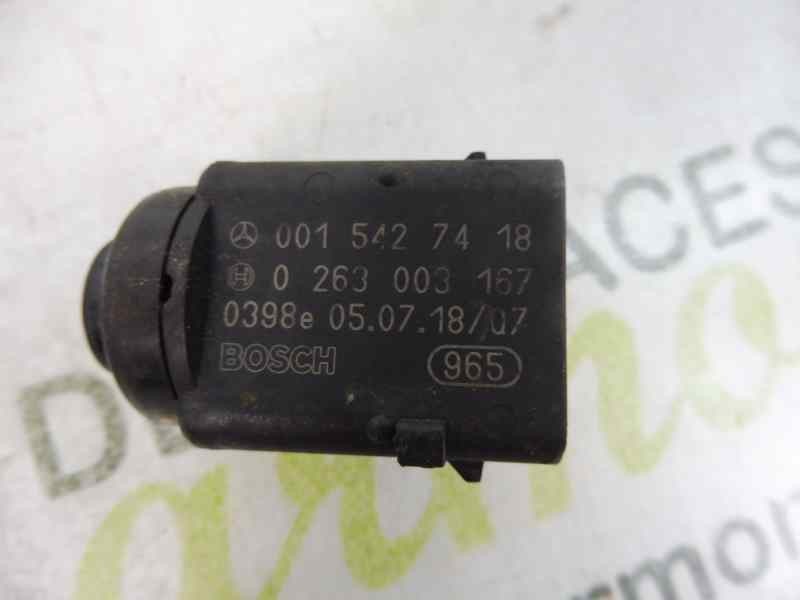 001 542 74 18
0 263 003 167
0398e 05.07.18/07
BOSCH 965